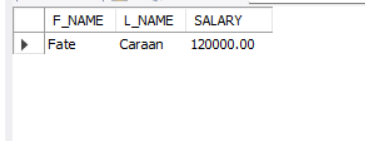 F_NAME L_NAME SALARY
Fate Caraan 120000.00